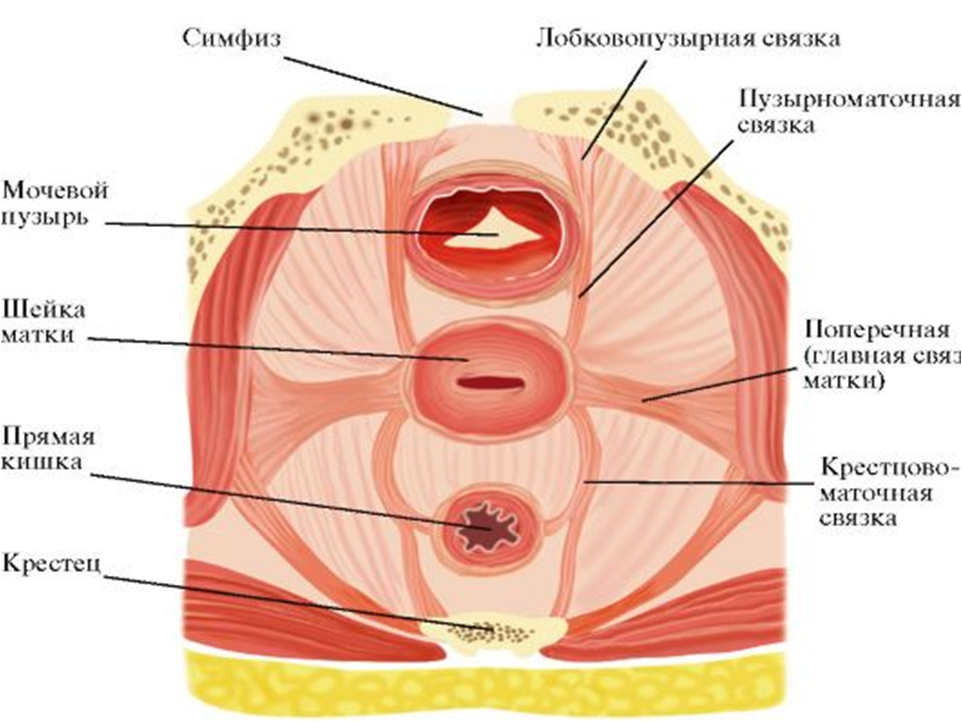 Симфиз
Лобковопузырная связка
Пузырноматочная
связка
Мочевой
пузырь
Шейка
матки
Поперечная
(главная связ
матки)
Прямая
кишка
Крестцово-
маточная
связка
Крестец